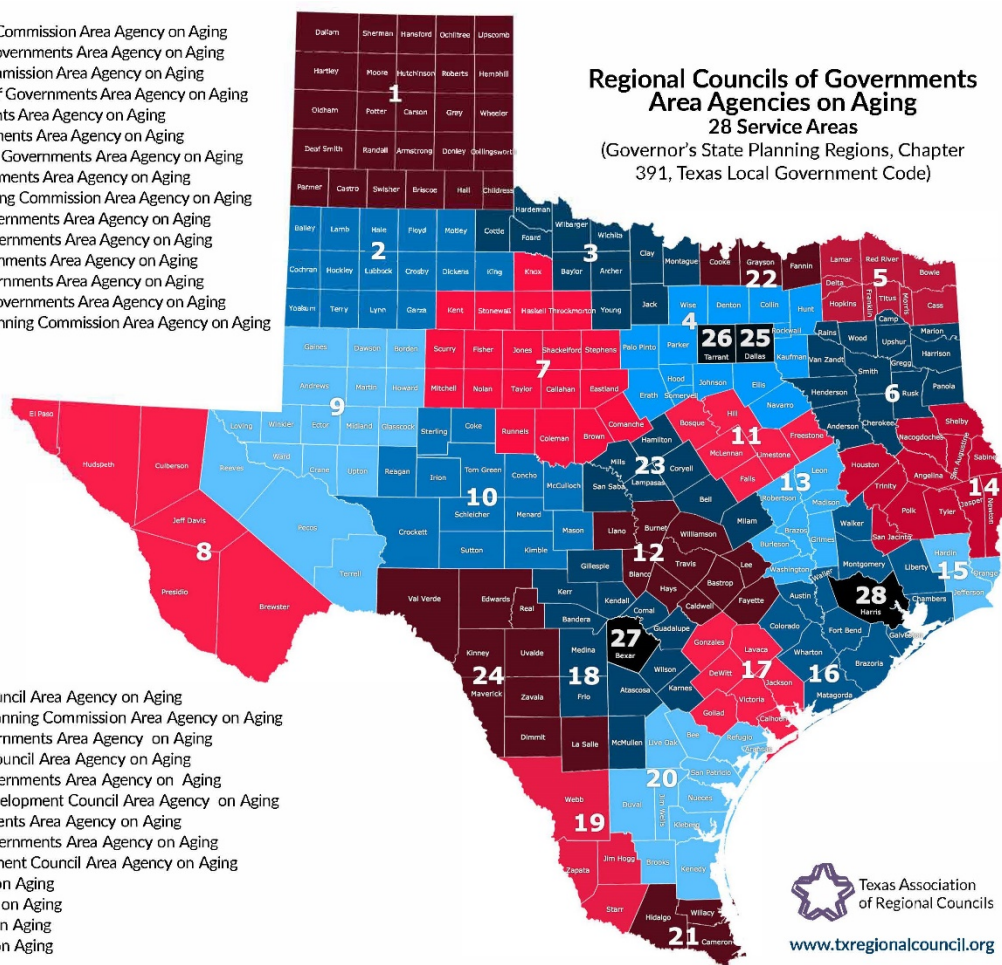 Commission Area Agency on Aging
overnments Area Agency on Aging
mmission Area Agency on Aging
f Governments Area Agency on Aging
nts Area Agency on Aging
ments Area Agency on Aging
Governments Area Agency on Aging
ments Area Agency on Aging
ng Commission Area Agency on Aging
ernments Area Agency on Aging
ernments Area Agency on Aging
nments Area Agency on Aging
ernments Area Agency on Aging
overnments Area Agency on Aging
nning Commission Area Agency on Aging
Regional Councils of Governments
Area Agencies on Aging
28 Service Areas
(Governor's State Planning Regions, Chapter
391, Texas Local Government Code)
Dallam Sherman Hansford Ochiltree Upscomb
Hartley Moore Hutchinson Roberts Hemphill
1
Oldham Potter Carson Grey Wheeler
Deaf Smith Randall Armstrong Donley Collingsworth
Parmer Castro Swisher Briscoe Hall Childress
Bailey Lamb Hale Floyd Motley Cottle
2
Cochran Hockley Lubbock Crosby Dickens King
Yoakum Terry Lynn Garza
Hardeman Foard Wilbarger Wichita
3
Baylor Archer Clay Montague Jack Young
Cooke Grayson Fannin
22
Lamar Red River Bowie
5
Delta Hopkins Franklin Titus Morris Cass
Wise Denton Collin Hunt
4
Palo Pinto Parker Rockwall Kaufman
26 Tarrant
25 Dallas
Hood Somervell Johnson Ellis Erath Navarro
Camp Marion Rains Wood Upshur Harrison
Van Zandt Smith Gregg Panola
6
Henderson Rusk Anderson Cherokee
Knox Kent Stonewall Haskell Throckmorton
Scurry Fisher Jones Shackelford Stephens
7
Mitchell Nolan Taylor Callahan Eastland
Runnels Coleman Brown Comanche
Gaines Dawson Borden
Andrews Martin Howard
9
Loving Winkler Ector Midland Glasscock
Reeves Ward Crane Upton
Pecos Terrell
El Paso Hudspeth Culberson
Jeff Davis
8
Presidio Brewster
Sterling Coke
Reagan Irion Tom Green Concho McCulloch
10
Crockett Schleicher Menard Mason
Sutton Kimble
Bosque Hill Freestone
11
McLennan Limestone Falls
Hamilton Mills Coryell
23
San Saba Lampasas Bell Milam
Llano Burnet Williamson
12
Blanco Travis Lee Hays Bastrop Caldwell Fayette
Leon
13
Robertson Madison Brazos Grimes Burleson Washington
Shelby Nacogdoches San Augustine Sabine
Houston Angelina
14
Trinity Jasper Newton Polk Tyler San Jacinto
Hardin
15
Orange Jefferson
Walker Montgomery Liberty Chambers
Waller Austin
28
Harris
Colorado Fort Bend Galveston
Wharton Brazoria
16
Matagorda
Gonzales Lavaca
17
DeWitt Jackson Victoria Goliad Calhoun
Gillespie Kerr Kendall Comal Bandera Guadalupe
27
Bexar
Medina Wilson
18
Frio Atascosa Karnes McMullen
Val Verde Edwards Real
Kinney Uvalde
24
Maverick Zavala
Dimmit La Salle
Live Oak Bee Refugio Aransas
20
San Patricio Duval Jim Wells Nueces Kleberg
Brooks Kenedy
Webb
19
Zapata Jim Hogg
Starr
Hidalgo Willacy
21
Cameron
uncil Area Agency on Aging
nning Commission Area Agency on Aging
rnments Area Agency on Aging
ouncil Area Agency on Aging
ernments Area Agency on Aging
velopment Council Area Agency on Aging
ents Area Agency on Aging
ernments Area Agency on Aging
ment Council Area Agency on Aging
on Aging
on Aging
n Aging
on Aging
Texas Association
of Regional Councils
www.txregionalcouncil.org